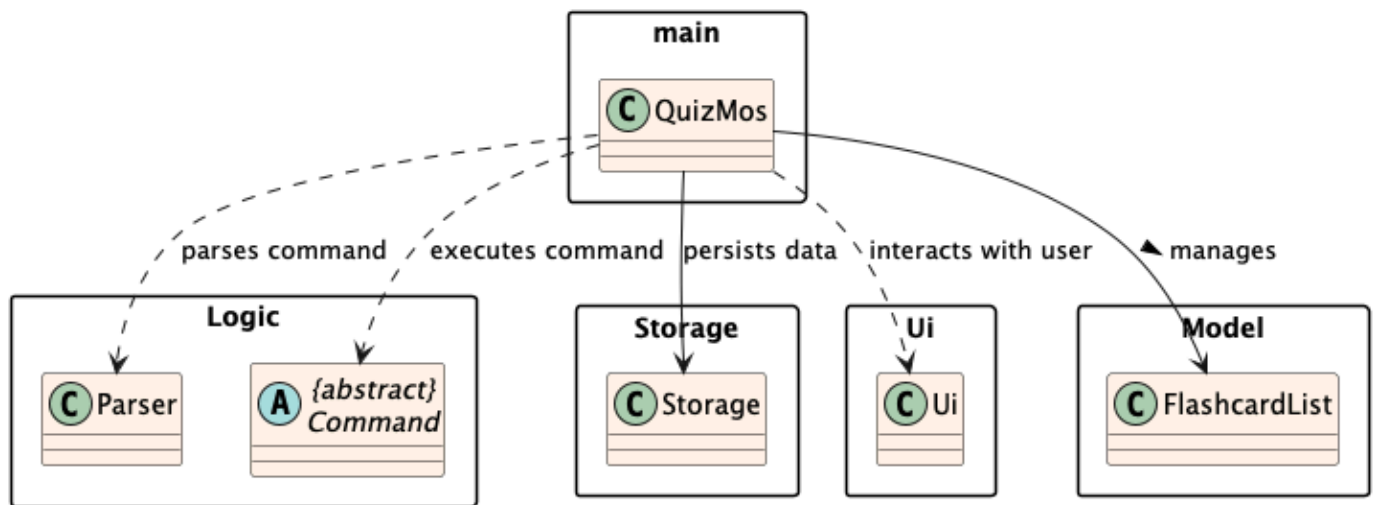 main
C QuizMos
parses command
executes command
persists data
interacts with user
manages
Logic
Storage
Ui
Model
C Parser
A {abstract}
Command
C Storage
C Ui
C FlashcardList